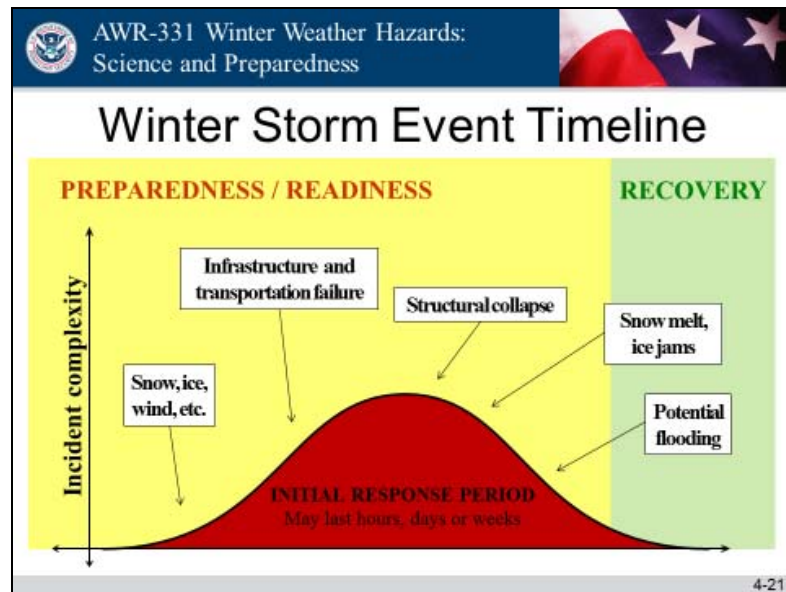 AWR-331 Winter Weather Hazards:
Science and Preparedness
Winter Storm Event Timeline
PREPAREDNESS / READINESS
RECOVERY
Incident complexity
Infrastructure and
transportation failure
Structural collapse
Snow melt,
ice jams
Snow, ice,
wind, etc.
Potential
flooding
INITIAL RESPONSE PERIOD
May last hours, days or weeks
4-21